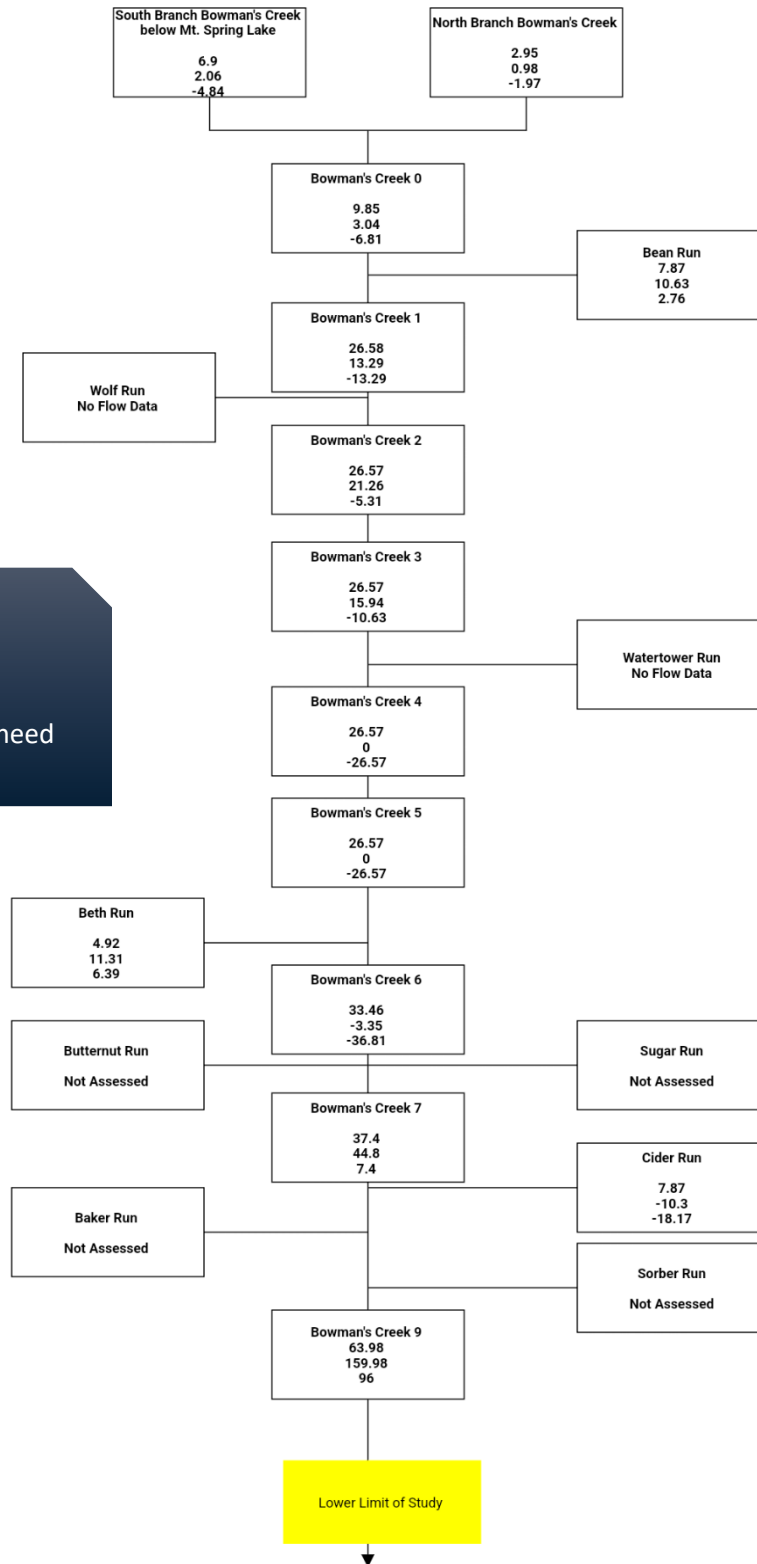 South Branch Bowman's Creek
below Mt. Spring Lake
6.9
2.06
-4.84
North Branch Bowman's Creek
2.95
0.98
-1.97
Bowman's Creek 0
9.85
3.04
-6.81
Bean Run
7.87
10.63
2.76
Bowman's Creek 1
26.58
13.29
-13.29
Wolf Run
No Flow Data
Bowman's Creek 2
26.57
21.26
-5.31
Bowman's Creek 3
26.57
15.94
-10.63
Watertower Run
No Flow Data
need
Bowman's Creek 4
26.57
0
-26.57
Bowman's Creek 5
26.57
0
-26.57
Beth Run
4.92
11.31
6.39
Bowman's Creek 6
33.46
-3.35
-36.81
Butternut Run
Not Assessed
Sugar Run
Not Assessed
Bowman's Creek 7
37.4
44.8
7.4
Cider Run
7.87
-10.3
-18.17
Baker Run
Not Assessed
Sorber Run
Not Assessed
Bowman's Creek 9
63.98
159.98
96
Lower Limit of Study